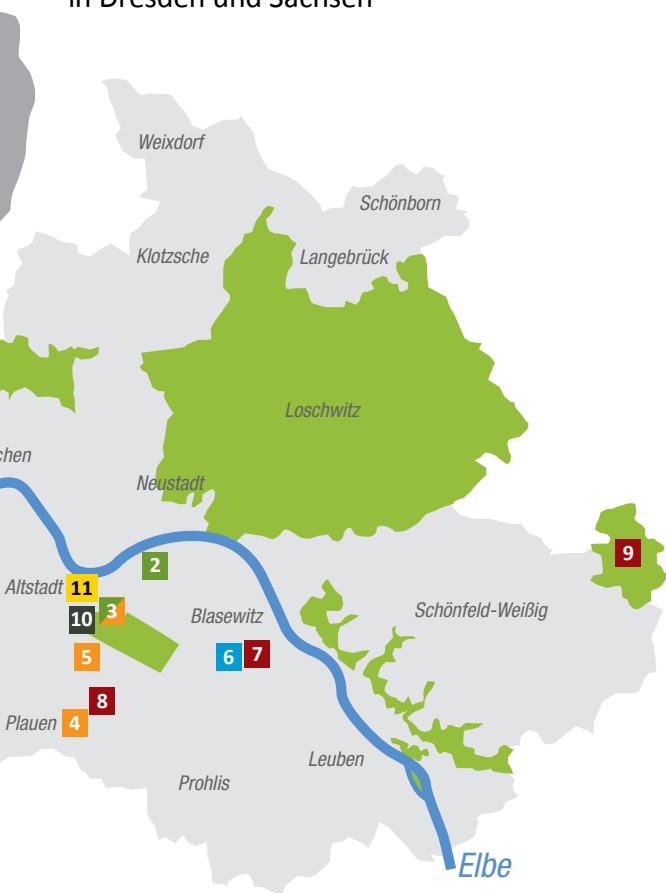 in Dresden und Sachsen
Weixdorf
Schönborn
Klotzsche
Langebrück
Loschwitz
chen
Neustadt
9
2
Altstadt 11
3
10
Blasewitz
Schönfeld-Weißig
5
6 7
8
Plauen 4
Leuben
Prohlis
Elbe